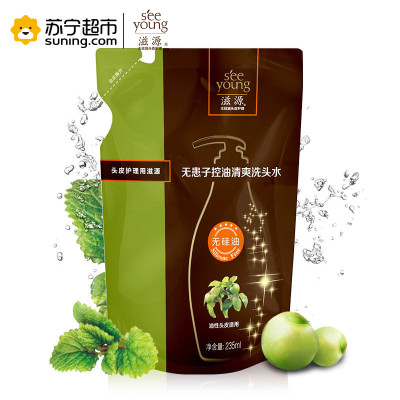 苏宁超市
suning.com
see
young
滋源
®
see
young
滋源
头皮护理用滋源
无患子控油清爽洗头水
无硅油
Silicone Free
油性头皮适用
净含量:235ml